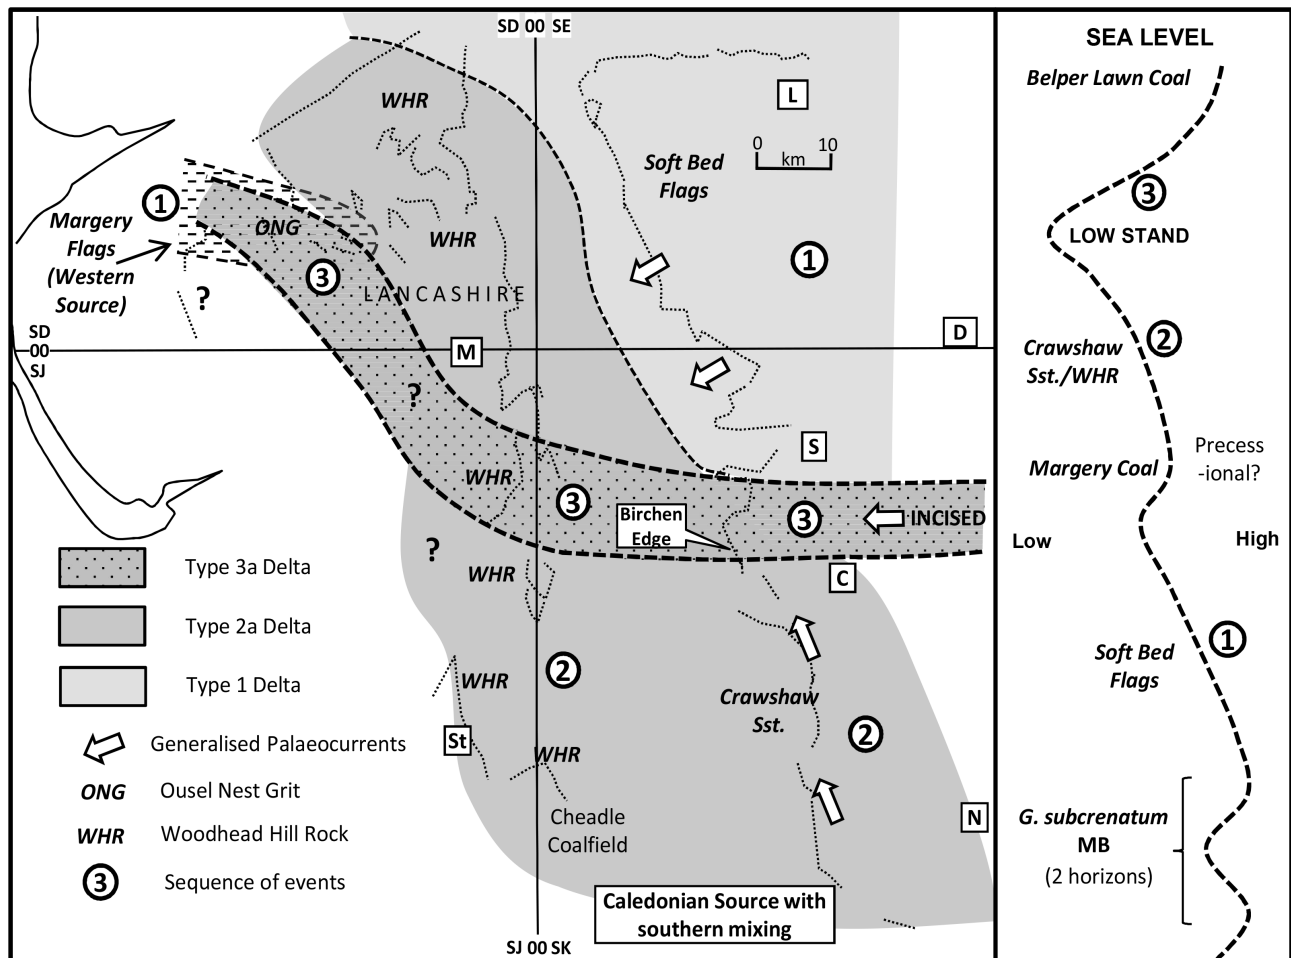 SD 00 SE
WHR
L
0 10
km
Soft Bed
Flags
1
Margery
Flags
(Western
Source)
ONG
WHR
1
3
LANCASHIRE
?
SD
00
SJ
M
D
?
S
WHR
3
Birchen
Edge
3
INCISED
?
WHR
C
Type 3a Delta
Type 2a Delta
Type 1 Delta
Generalised Palaeocurrents
ONG Ousel Nest Grit
WHR Woodhead Hill Rock
3 Sequence of events
WHR
2
Crawshaw
Sst.
2
St
WHR
Cheadle
Coalfield
N
Caledonian Source with
southern mixing
SJ 00 SK
SEA LEVEL
Belper Lawn Coal
3
LOW STAND
2
Crawshaw
Sst./WHR
Margery Coal
Precess
-ional?
Low High
1
Soft Bed
Flags
G. subcrenatum
MB
(2 horizons)